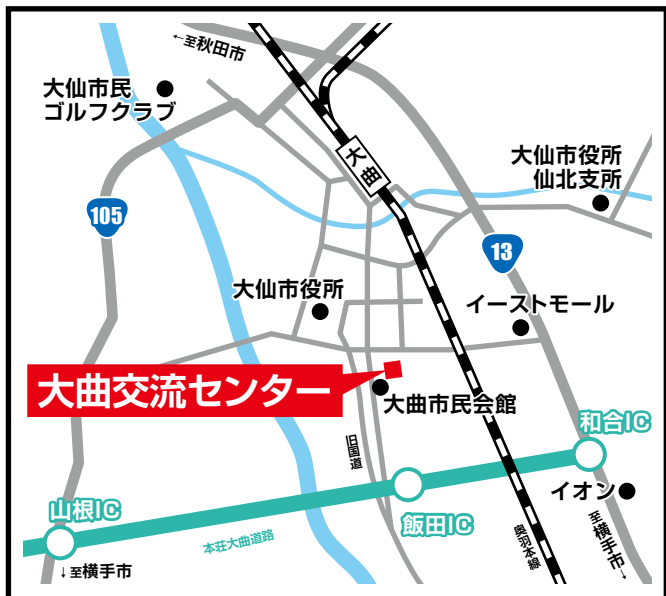 ←至秋田市
大仙市民
ゴルフクラブ
大曲
大仙市役所
仙北支所
105
13
大仙市役所
イーストモール
大曲交流センター
大曲市民会館
和合IC
旧国道
イオン
山根IC
飯田IC
本荘大曲道路
奥羽本線
至横手市→
↓至横手市